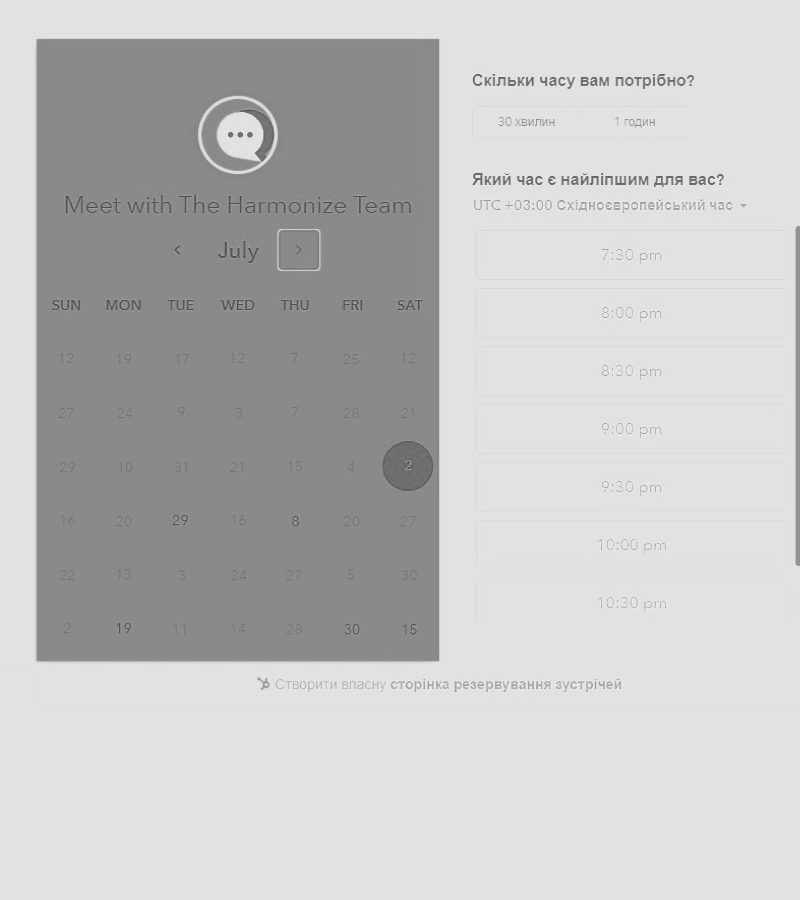 Meet with The Harmonize Team
July
SUN MON TUE WED THU FRI SAT
12 19 17 12 7 25 12
27 24 9 3 7 28 21
29 10 31 21 15 4 2
16 20 29 16 8 20 27
22 13 3 24 27 5 30
2 19 11 14 28 30 15
Скільки часу вам потрібно?
30 хвилин 1 годин
Який час є найліпшим для вас?
UTC +03:00 Східноєвропейський час
7:30 pm
8:00 pm
8:30 pm
9:00 pm
9:30 pm
10:00 pm
10:30 pm
Створити власну сторінка резервування зустрічей